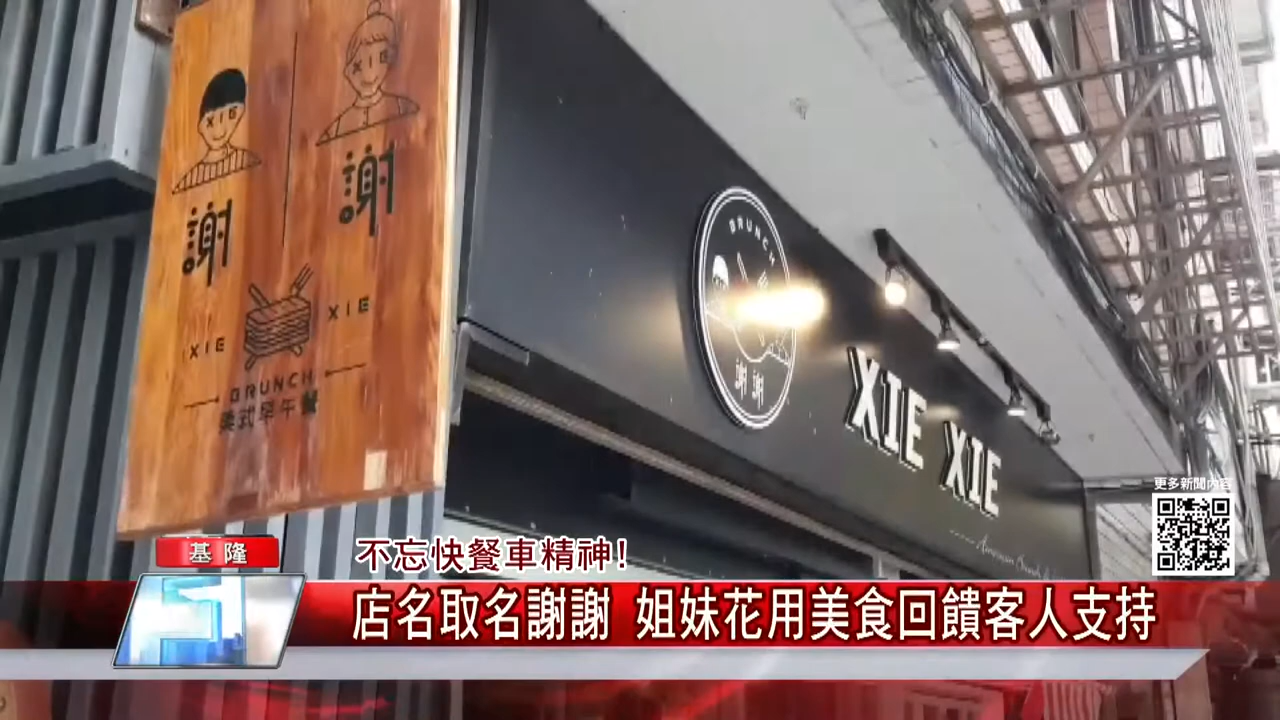 XIE
XIE
謝
謝
XIE
XIE
BRUNCH
美式早午餐
BRUNCH
謝謝
XIE XIE
更多新聞內容
基隆
不忘快餐車精神!
店名取名謝謝 姐妹花用美食回饋客人支持